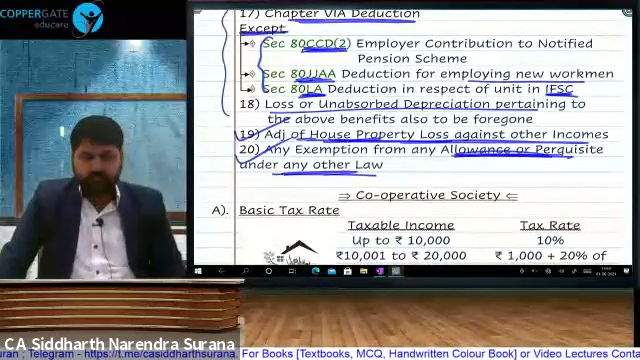 COPPERGATE
educare
17) Chapter VIA Deduction
Except
Sec 80CCD(2) Employer Contribution to Notified
Pension Scheme
Sec 80JJAA Deduction for employing new workmen
Sec 80LA Deduction in respect of unit in IFSC
18) Loss or Unabsorbed Depreciation pertaining to
the above benefits also to be foregone
19) Adj of House Property Loss against other Incomes
20) Any Exemption from any Allowance or Perquisite
under any other Law
⇒ Co-operative Society ⇐
A). Basic Tax Rate
Taxable Income Tax Rate
Up to ₹ 10,000 10%
₹10,001 to ₹ 20,000 ₹ 1,000 + 20% of
CA Siddharth Narendra Surana
uran ; Telegram - https://t.me/casiddharthsurana, For Books [Textbooks, MCQ, Handwritten Colour Book] or Video Lectures Conta